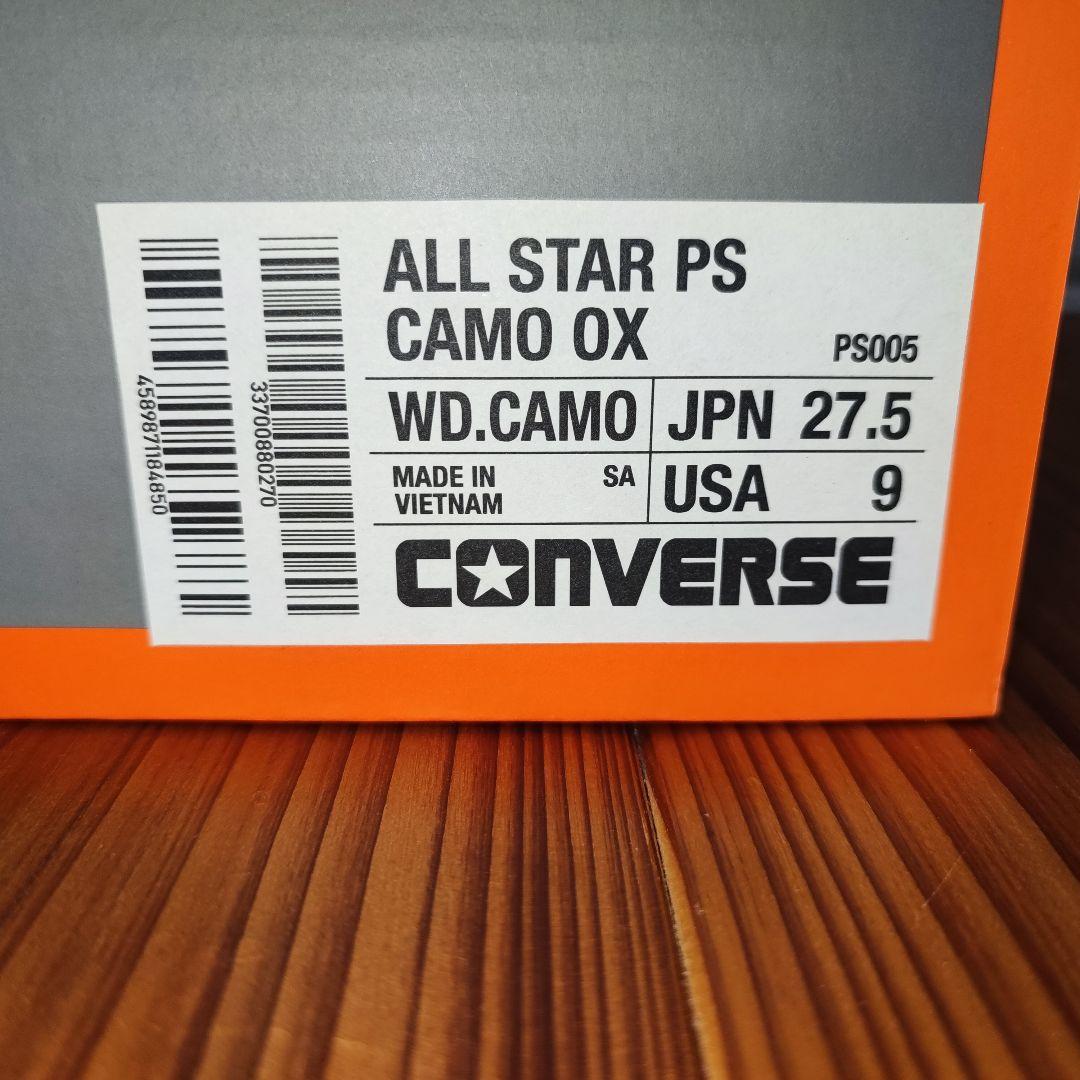 ALL STAR PS
CAMO OX
PS005
WD.CAMO
JPN 27.5
MADE IN
VIETNAM
SA
USA 9
CONVERSE
4589871184850
33700880270